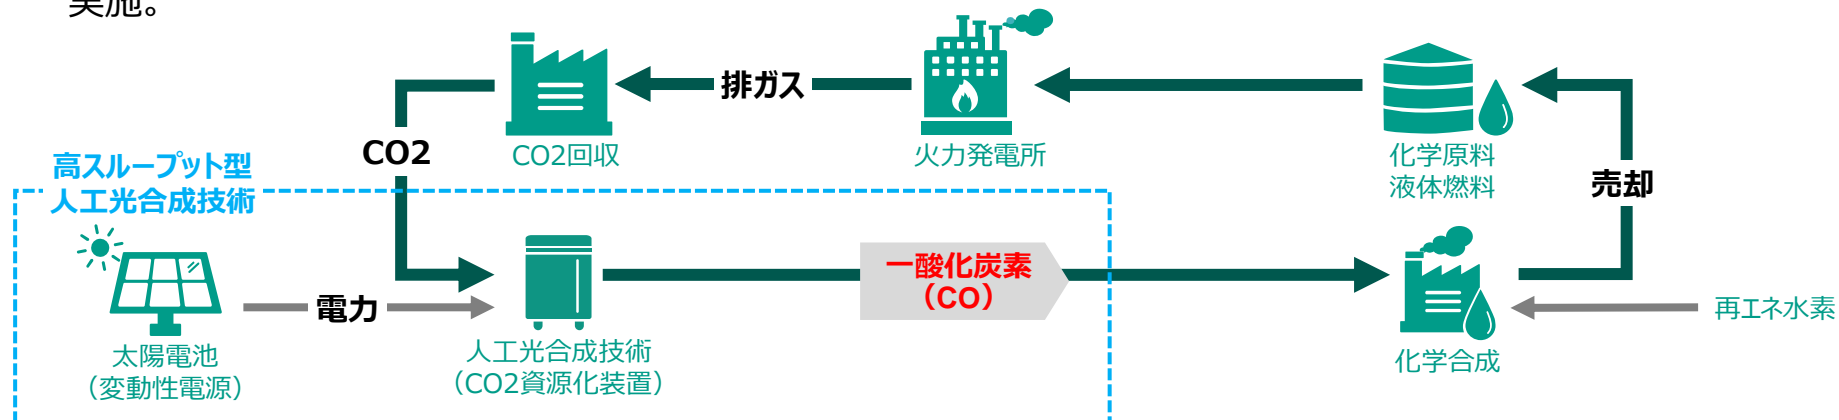 実施。
排ガス
CO2
CO2回収
火力発電所
化学原料
液体燃料
売却
高スループット型
人工光合成技術
一酸化炭素
（CO）
電力
再エネ水素
太陽電池
（変動性電源）
人工光合成技術
（CO2資源化装置）
化学合成